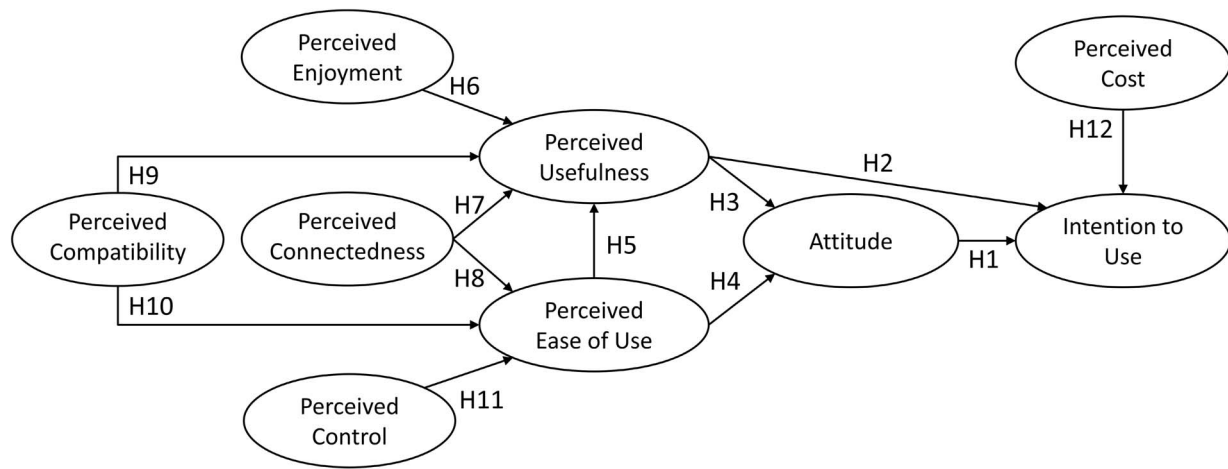 Perceived
Enjoyment
H6
Perceived
Cost
H12
Perceived
Usefulness
H2
H9
H3
H7
Perceived
Compatibility
Perceived
Connectedness
H5
Attitude
H1
Intention to
Use
H8
H4
H10
Perceived
Ease of Use
H11
Perceived
Control